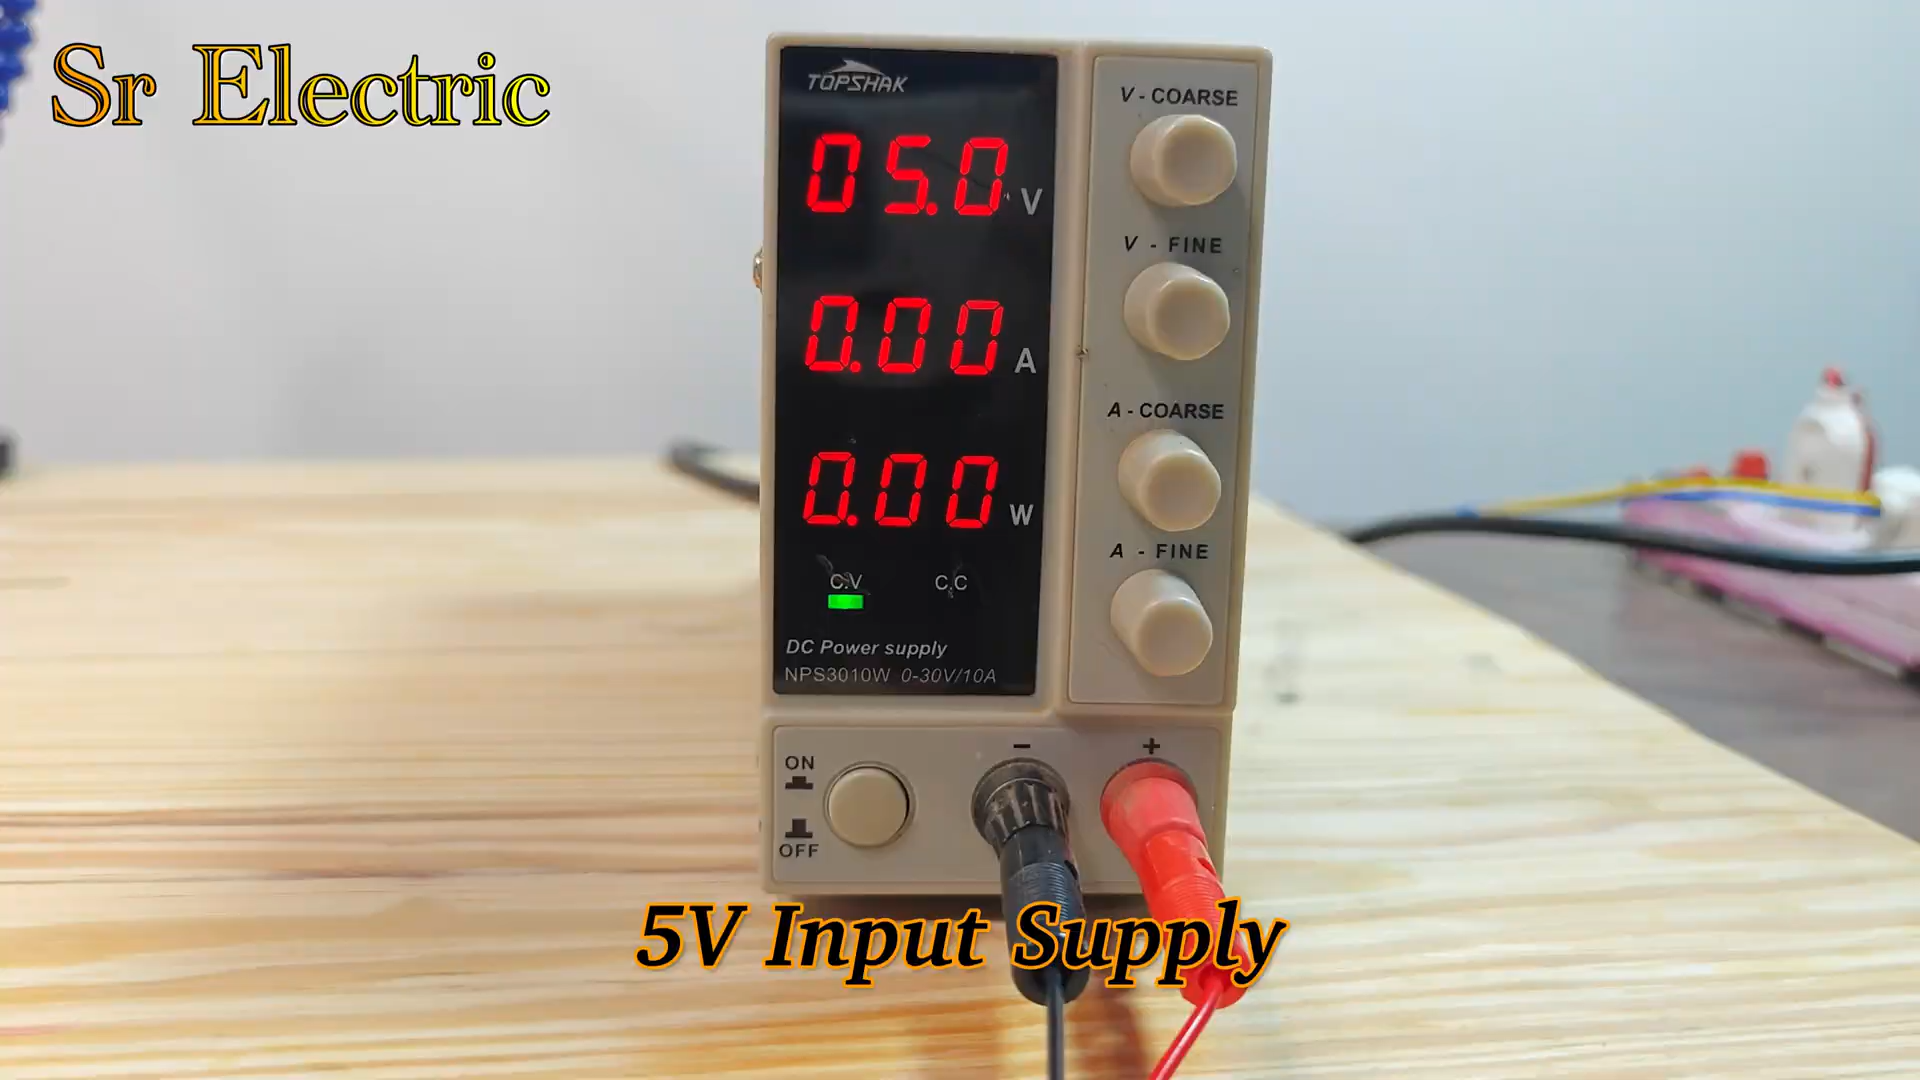 Sr Electric
TOPSHAK
05.0 V
0.00 A
0.00 W
C.V C.C
DC Power supply
NPS3010W 0-30V/10A
V - COARSE
V - FINE
A - COARSE
A - FINE
ON
OFF
- +
5V Input Supply